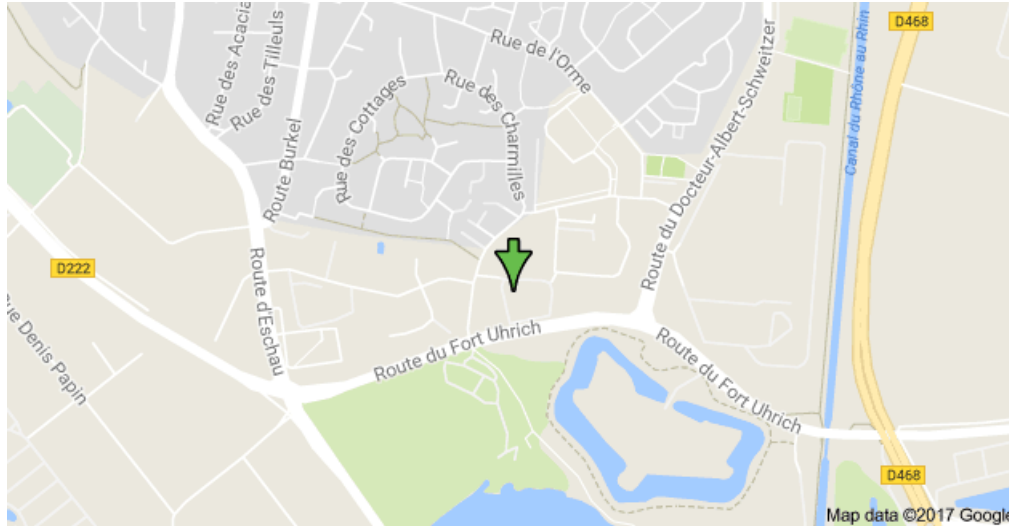 D468
Rue des Acacia
Rue des Tilleuls
Rue de l'Orme
Rue des Cottages
Rue des Charmilles
Route Burkel
Route du Docteur-Albert-Schweitzer
Canal du Rhône au Rhin
D222
Route d'Eschau
ue Denis Papin
Route du Fort Uhrich
Route du Fort Uhrich
D468
Map data ©2017 Google